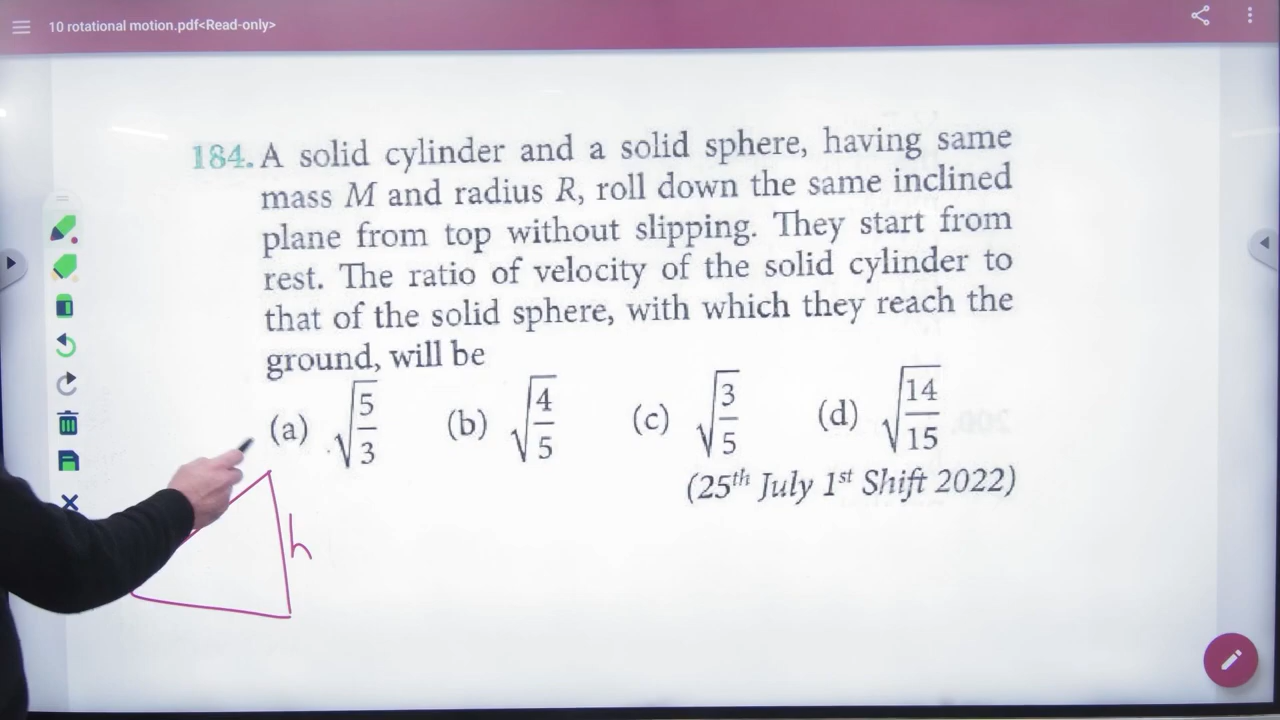 10 rotational motion.pdf<Read-only>
184. A solid cylinder and a solid sphere, having same
mass M and radius R, roll down the same inclined
plane from top without slipping. They start from
rest. The ratio of velocity of the solid cylinder to
that of the solid sphere, with which they reach the
ground, will be
(a) √(5/3) (b) √(4/5) (c) √(3/5) (d) √(14/15)
(25th July 1st Shift 2022)
h